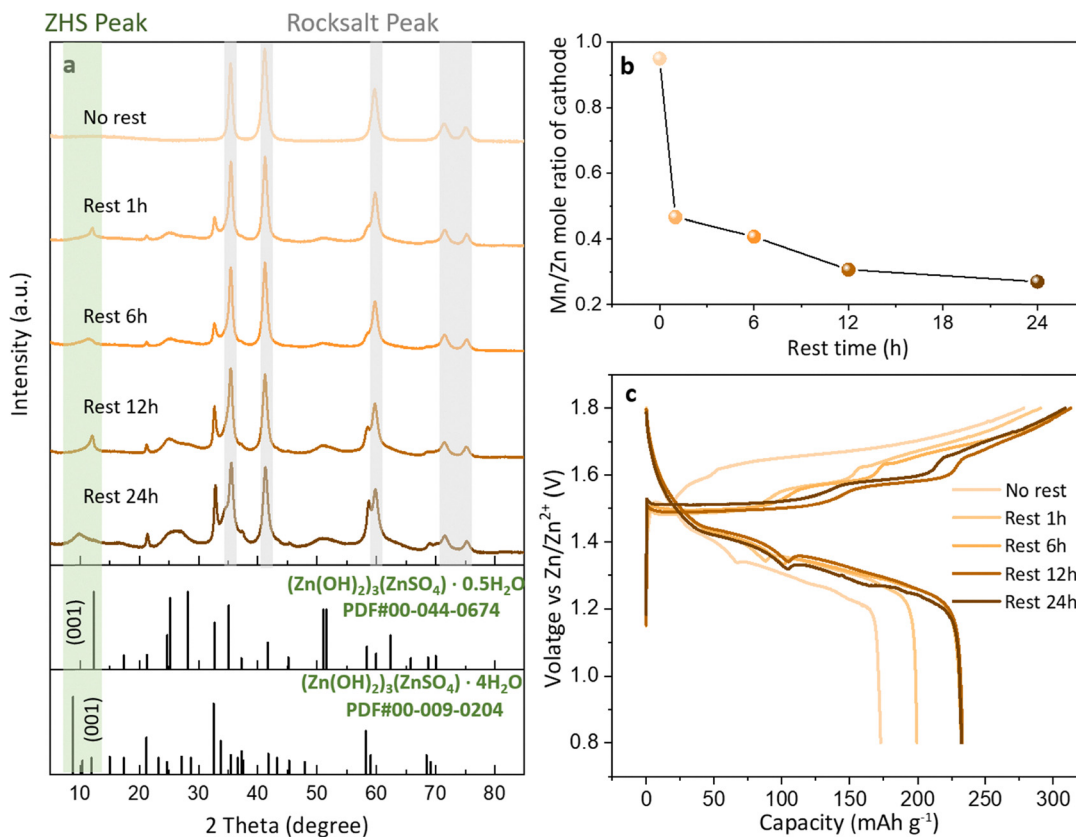 ZHS Peak
Rocksalt Peak
a
No rest
Rest 1h
Rest 6h
Rest 12h
Rest 24h
Intensity (a.u.)
(Zn(OH)₂)₃(ZnSO₄) · 0.5H₂O
PDF#00-044-0674
(001)
(Zn(OH)₂)₃(ZnSO₄) · 4H₂O
PDF#00-009-0204
(001)
10 20 30 40 50 60 70 80
2 Theta (degree)
b
Mn/Zn mole ratio of cathode
1.0
0.8
0.6
0.4
0.2
0 6 12 18 24
Rest time (h)
c
Volatge vs Zn/Zn²⁺ (V)
1.8
1.6
1.4
1.2
1.0
0.8
No rest
Rest 1h
Rest 6h
Rest 12h
Rest 24h
0 50 100 150 200 250 300
Capacity (mAh g⁻¹)